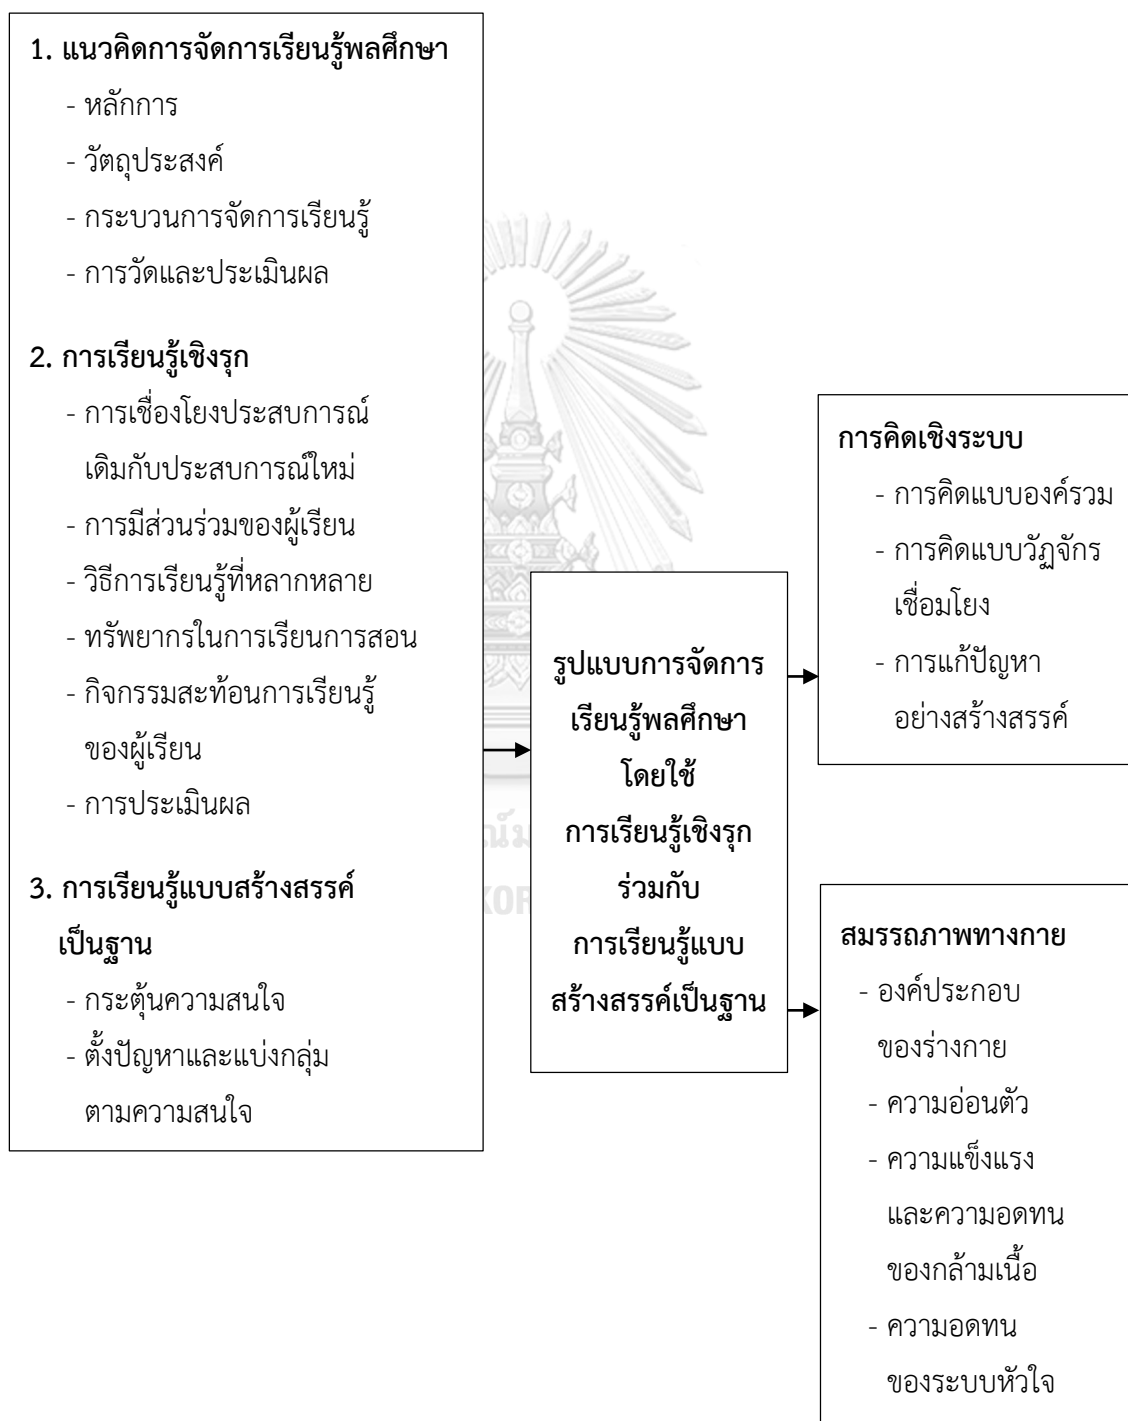 1. แนวคิดการจัดการเรียนรู้พลศึกษา
- หลักการ
- วัตถุประสงค์
- กระบวนการจัดการเรียนรู้
- การวัดและประเมินผล
2. การเรียนรู้เชิงรุก
- การเชื่องโยงประสบการณ์
เดิมกับประสบการณ์ใหม่
- การมีส่วนร่วมของผู้เรียน
- วิธีการเรียนรู้ที่หลากหลาย
- ทรัพยากรในการเรียนการสอน
- กิจกรรมสะท้อนการเรียนรู้
ของผู้เรียน
- การประเมินผล
3. การเรียนรู้แบบสร้างสรรค์
เป็นฐาน
- กระตุ้นความสนใจ
- ตั้งปัญหาและแบ่งกลุ่ม
ตามความสนใจ
รูปแบบการจัดการ
เรียนรู้พลศึกษา
โดยใช้
การเรียนรู้เชิงรุก
ร่วมกับ
การเรียนรู้แบบ
สร้างสรรค์เป็นฐาน
การคิดเชิงระบบ
- การคิดแบบองค์รวม
- การคิดแบบวัฏจักร
เชื่อมโยง
- การแก้ปัญหา
อย่างสร้างสรรค์
สมรรถภาพทางกาย
- องค์ประกอบ
ของร่างกาย
- ความอ่อนตัว
- ความแข็งแรง
และความอดทน
ของกล้ามเนื้อ
- ความอดทน
ของระบบหัวใจ